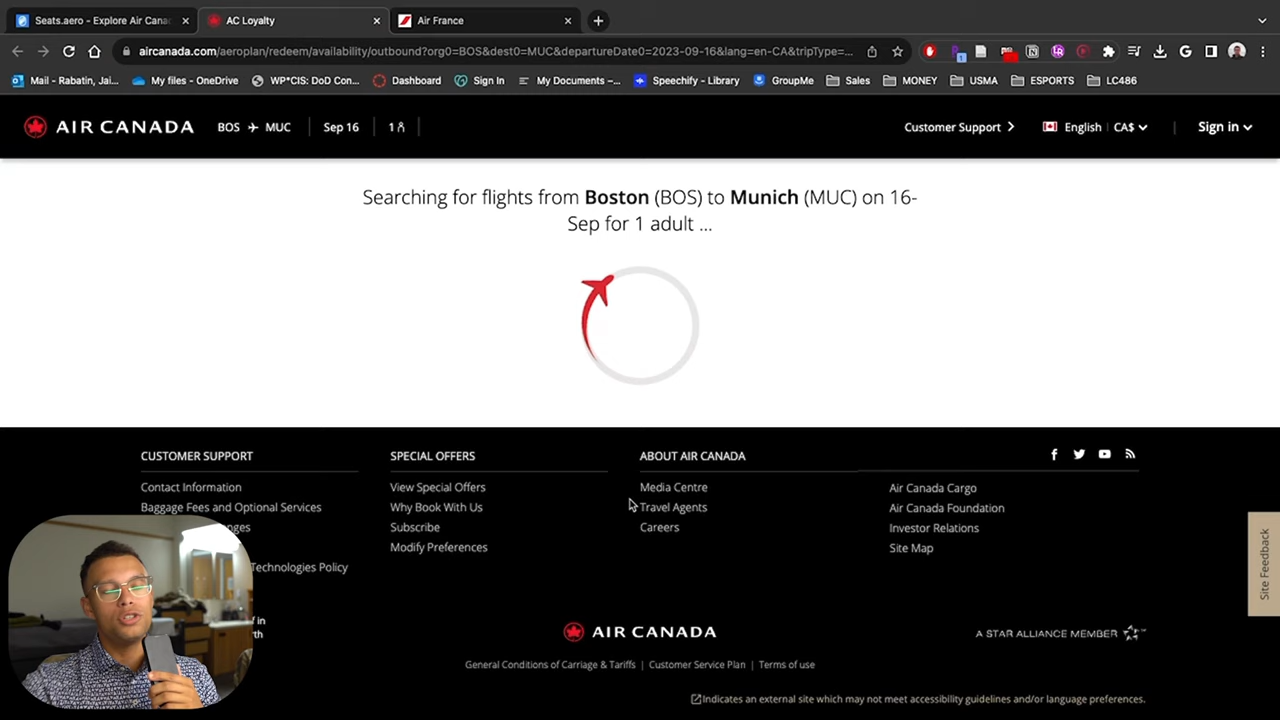 Seats.aero - Explore Air Cana
AC Loyalty
Air France
aircanada.com/aeroplan/redeem/availability/outbound?org0=BOS&dest0=MUC&departureDate0=2023-09-16&lang=en-CA&tripType=...
Mail - Rabatin, Jai...
My files - OneDrive
WP*CIS: DoD Con...
Dashboard
Sign In
My Documents –...
Speechify - Library
GroupMe
Sales
MONEY
USMA
ESPORTS
LC486
AIR CANADA
BOS MUC
Sep 16
1
Customer Support
English CA$
Sign in
Searching for flights from Boston (BOS) to Munich (MUC) on 16-
Sep for 1 adult ...
CUSTOMER SUPPORT
Contact Information
Baggage Fees and Optional Services
nges
Technologies Policy
SPECIAL OFFERS
View Special Offers
Why Book With Us
Subscribe
Modify Preferences
ABOUT AIR CANADA
Media Centre
Travel Agents
Careers
Air Canada Cargo
Air Canada Foundation
Investor Relations
Site Map
Site Feedback
AIR CANADA
A STAR ALLIANCE MEMBER
General Conditions of Carriage & Tariffs | Customer Service Plan | Terms of use
Indicates an external site which may not meet accessibility guidelines and/or language preferences.